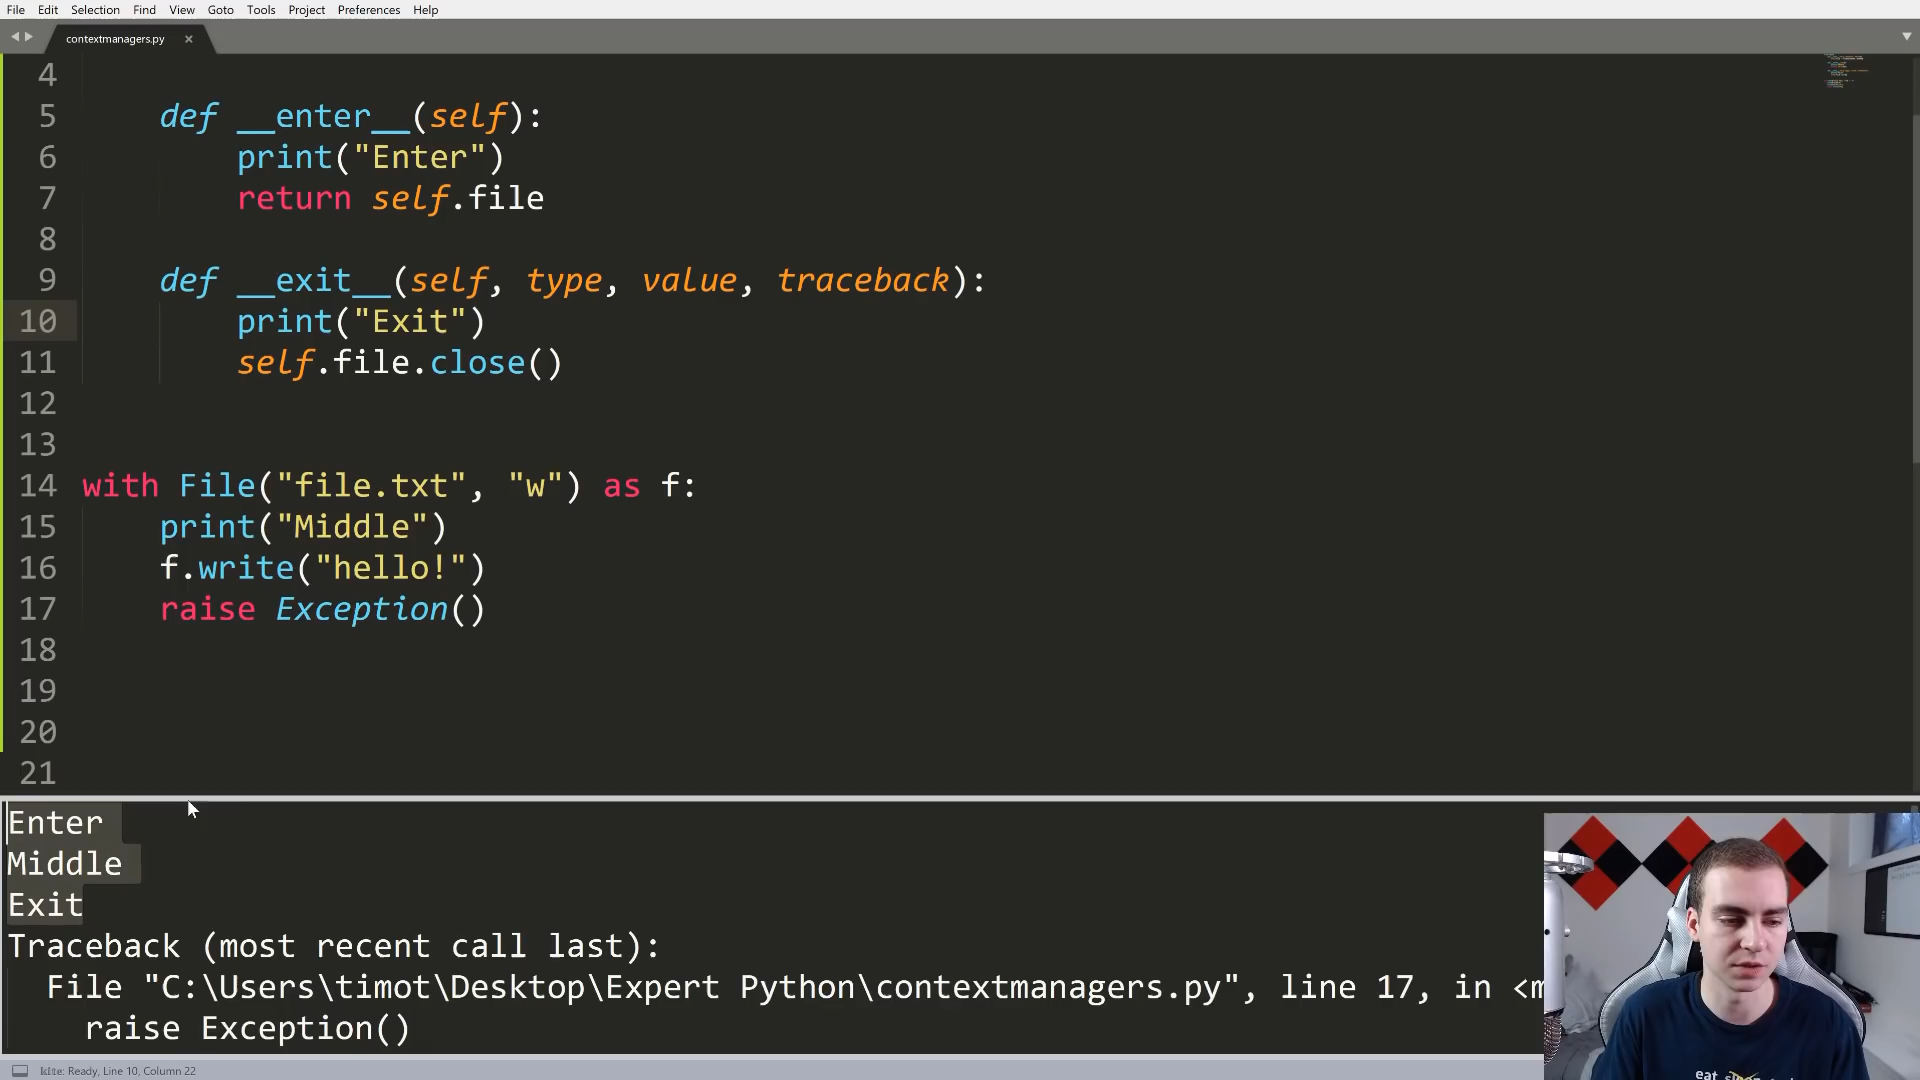 File Edit Selection View Find View Goto Tools Project Preferences Help
contextmanagers.py ×
4
5 def __enter__(self):
6 print("Enter")
7 return self.file
8
9 def __exit__(self, type, value, traceback):
10 print("Exit")
11 self.file.close()
12
13
14 with File("file.txt", "w") as f:
15 print("Middle")
16 f.write("hello!")
17 raise Exception()
18
19
20
21
Enter
Middle
Exit
Traceback (most recent call last):
File "C:\Users\timot\Desktop\Expert Python\contextmanagers.py", line 17, in <m
raise Exception()
kite: Ready, Line 10, Column 22
eat